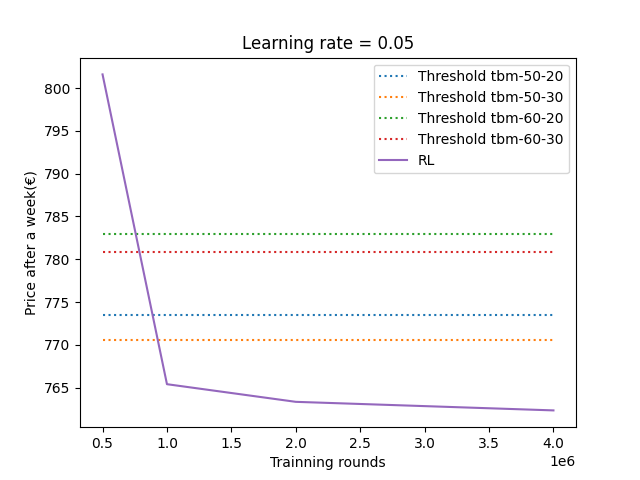 Learning rate = 0.05
Threshold tbm-50-20
Threshold tbm-50-30
Threshold tbm-60-20
Threshold tbm-60-30
RL
Price after a week(€)
800
795
790
785
780
775
770
765
0.5 1.0 1.5 2.0 2.5 3.0 3.5 4.0
1e6
Trainning rounds